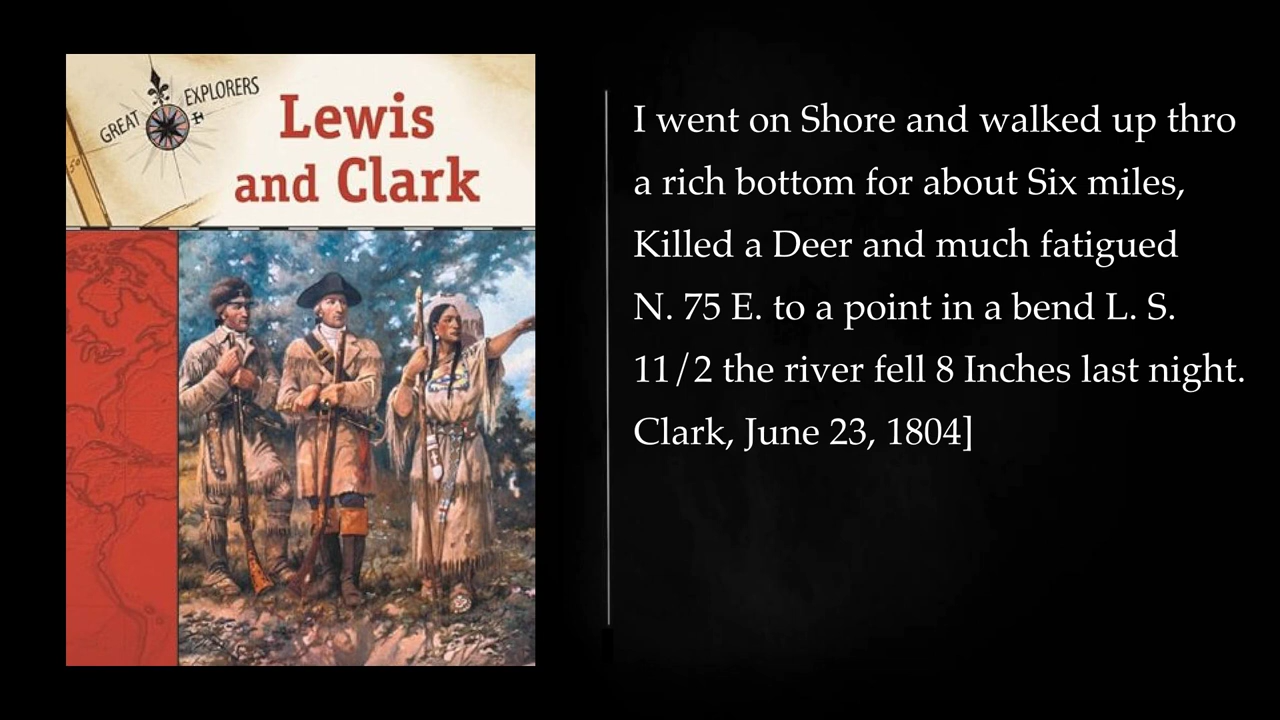 GREAT EXPLORERS
Lewis
and Clark
50
I went on Shore and walked up thro
a rich bottom for about Six miles,
Killed a Deer and much fatigued
N. 75 E. to a point in a bend L. S.
11/2 the river fell 8 Inches last night.
Clark, June 23, 1804]